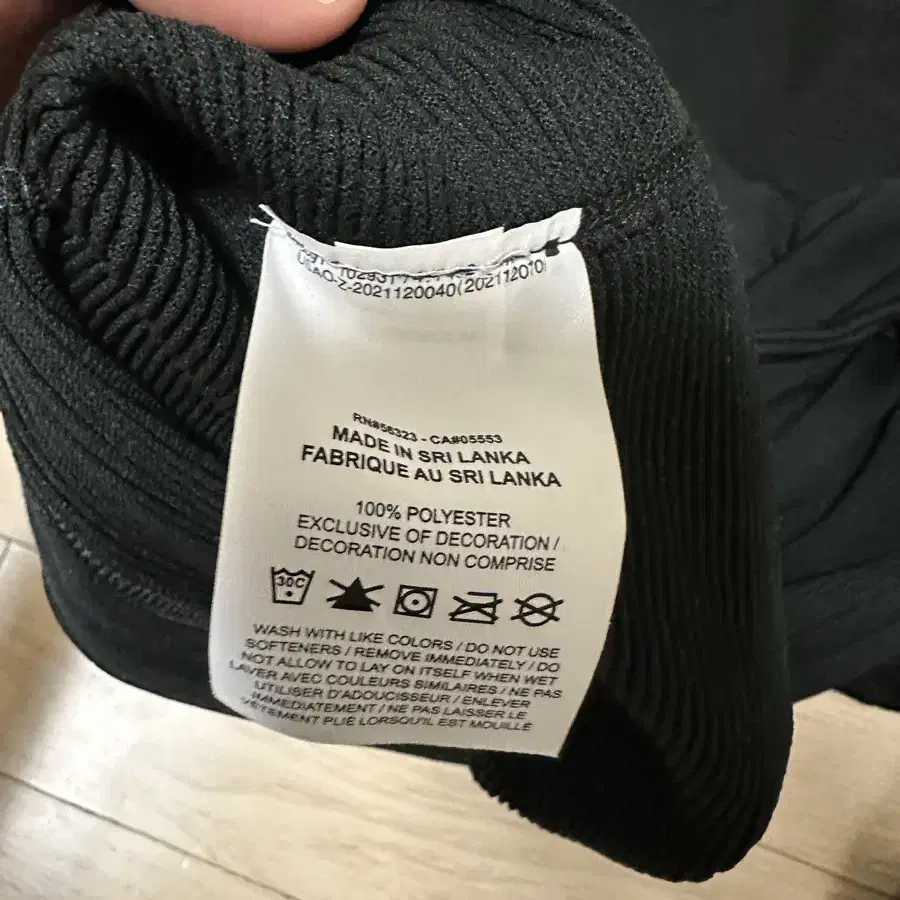 Z-2021120040(20211201)
RN#56323 - CA#05553
MADE IN SRI LANKA
FABRIQUE AU SRI LANKA
100% POLYESTER
EXCLUSIVE OF DECORATION /
DECORATION NON COMPRISE
30C
WASH WITH LIKE COLORS / DO NOT USE
SOFTENERS / REMOVE IMMEDIATELY / DO
NOT ALLOW TO LAY ON ITSELF WHEN WET
LAVER AVEC COULEURS SIMILAIRES / NE PAS
UTILISER D'ADOUCISSEUR / ENLEVER
IMMEDIATEMENT / NE PAS LAISSER LE
VÊTEMENT PLIÉ LORSQU'IL EST MOUILLÉ